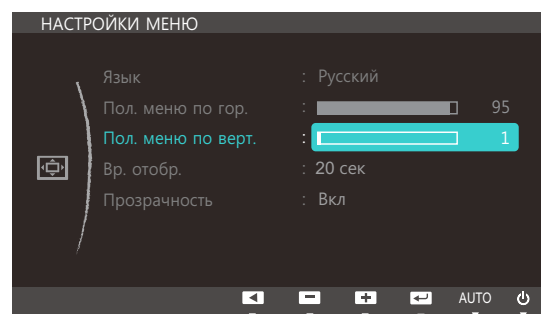 НАСТРОЙКИ МЕНЮ
Язык : Русский
Пол. меню по гор. : 95
Пол. меню по верт. : 1
Вр. отобр. : 20 сек
Прозрачность : Вкл
AUTO